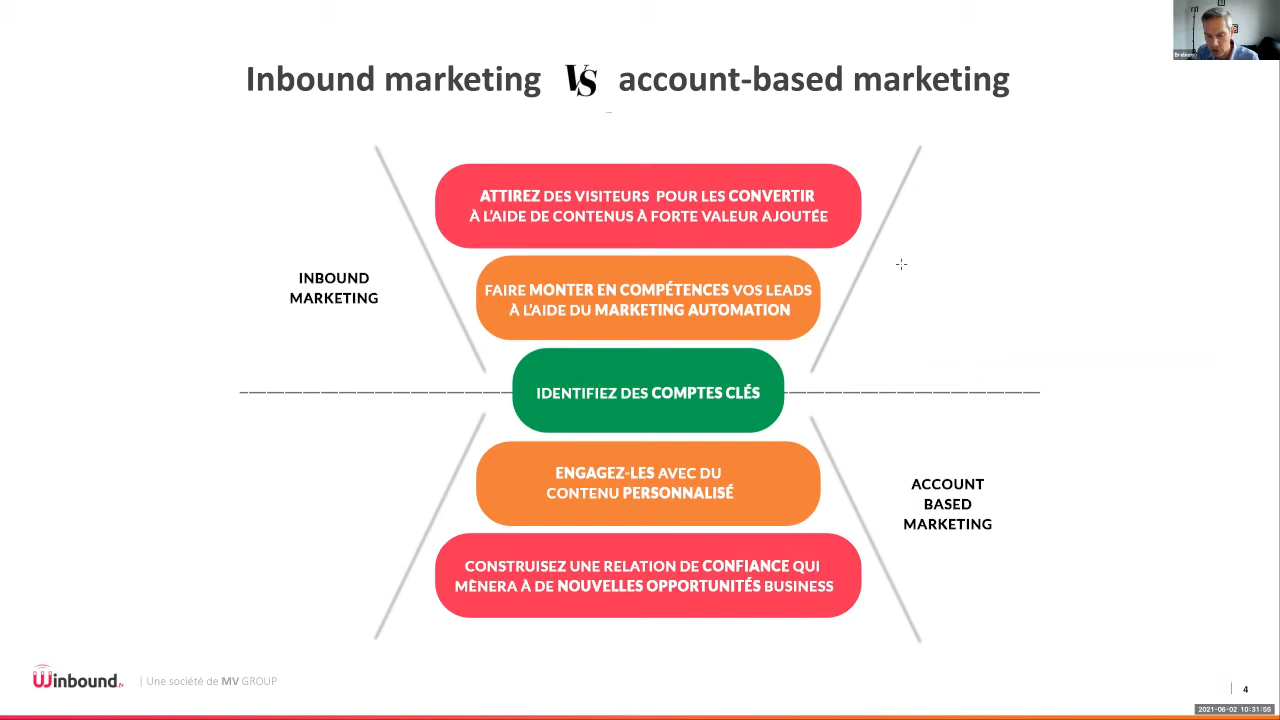 Inbound marketing VS account-based marketing
ATTIREZ DES VISITEURS POUR LES CONVERTIR
À L'AIDE DE CONTENUS À FORTE VALEUR AJOUTÉE
INBOUND
MARKETING
FAIRE MONTER EN COMPÉTENCES VOS LEADS
À L'AIDE DU MARKETING AUTOMATION
IDENTIFIEZ DES COMPTES CLÉS
ENGAGEZ-LES AVEC DU
CONTENU PERSONNALISÉ
ACCOUNT
BASED
MARKETING
CONSTRUISEZ UNE RELATION DE CONFIANCE QUI
MÈNERA À DE NOUVELLES OPPORTUNITÉS BUSINESS
Winbound.fr | Une société de MV GROUP
4
2021-06-02 10:31:55